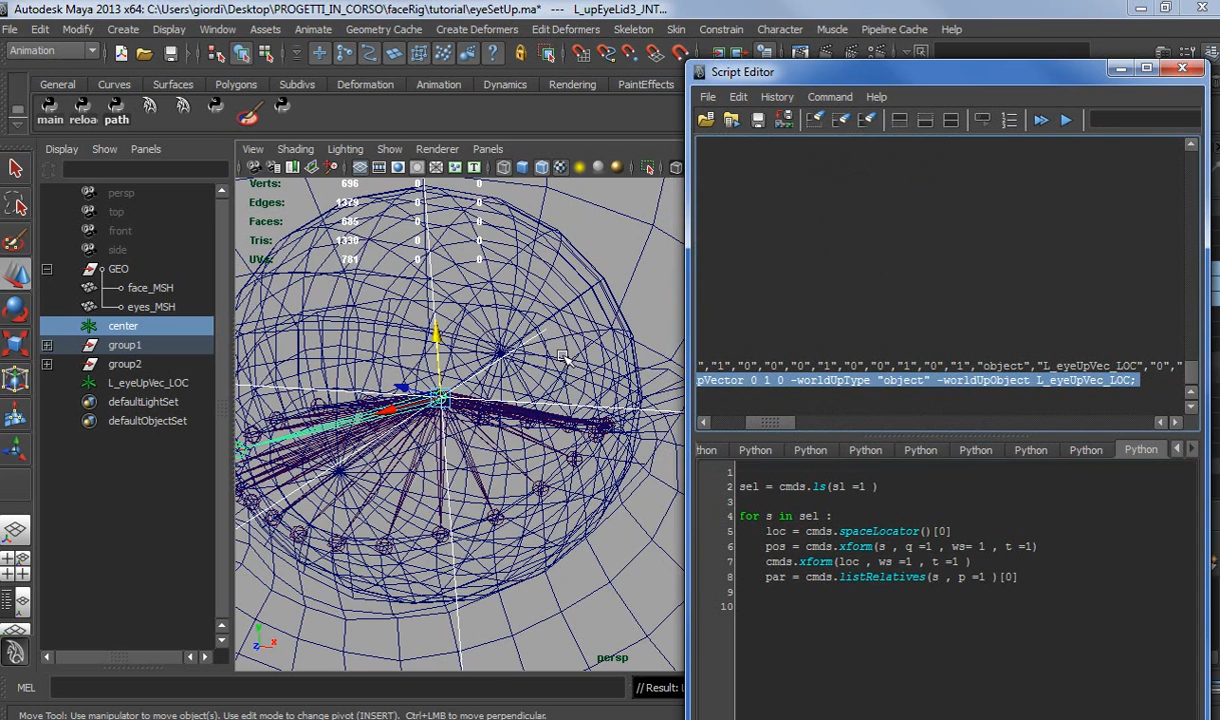 Autodesk Maya 2013 x64: C:\Users\giordi\Desktop\PROGETTI_IN_CORSO\faceRig\tutorial\eyeSetUp.ma* --- L_upEyeLid3_JNT...
File Edit Modify Create Display Window Assets Animate Geometry Cache Create Deformers Edit Deformers Skeleton Skin Constrain Character Muscle Pipeline Cache
Animation
General Curves Surfaces Polygons Subdivs Deformation Animation Dynamics Rendering PaintEffects
main reloa path
Display Show Panels
View Shading Lighting Show Renderer Panels
persp
top
front
side
GEO
face_MSH
eyes_MSH
center
group1
group2
L_eyeUpVec_LOC
defaultLightSet
defaultObjectSet
Verts: 696 0 0
Edges: 1379 0 0
Faces: 685 0 0
Tris: 1330 0 0
UVs: 781 0 0
persp
Script Editor
File Edit History Command Help
","1","0","0","0","1","0","0","1","0","1","object","L_eyeUpVec_LOC","0","
pVector 0 1 0 -worldUpType "object" -worldUpObject L_eyeUpVec_LOC;
hon Python Python Python Python Python Python Python Python
1
2 sel = cmds.ls(sl =1 )
3
4 for s in sel :
5 loc = cmds.spaceLocator()[0]
6 pos = cmds.xform(s , q =1 , ws= 1 , t =1)
7 cmds.xform(loc , ws =1 , t =1 )
8 par = cmds.listRelatives(s , p =1 )[0]
9
10
MEL
// Result:
Move Tool: Use manipulator to move object(s). Use edit mode to change pivot (INSERT). Ctrl+LMB to move perpendicular.